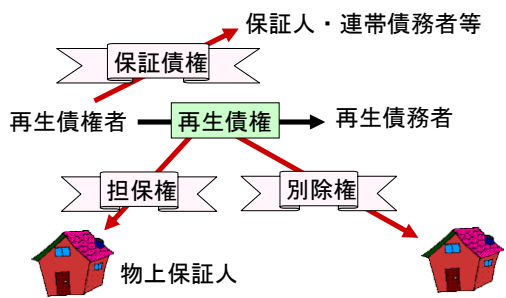 保証人・連帯債務者等
保証債権
再生債権者
再生債権
再生債務者
担保権
別除権
物上保証人